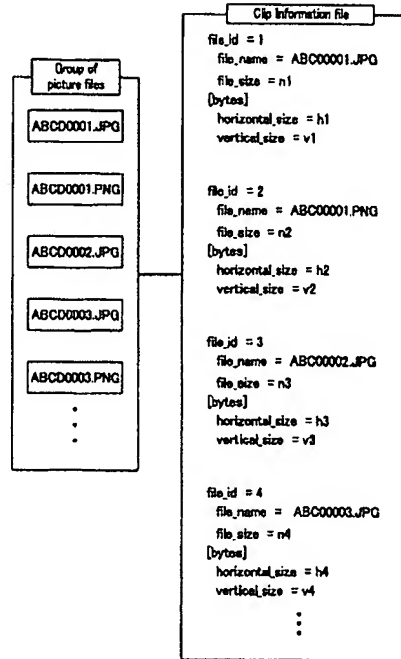 Group of
picture files
ABCD0001.JPG
ABCD0001.PNG
ABCD0002.JPG
ABCD0003.JPG
ABCD0003.PNG
Clip Information file
file_id = 1
file_name = ABC00001.JPG
file_size = n1
[bytes]
horizontal_size = h1
vertical_size = v1
file_id = 2
file_name = ABC00001.PNG
file_size = n2
[bytes]
horizontal_size = h2
vertical_size = v2
file_id = 3
file_name = ABC00002.JPG
file_size = n3
[bytes]
horizontal_size = h3
vertical_size = v3
file_id = 4
file_name = ABC00003.JPG
file_size = n4
[bytes]
horizontal_size = h4
vertical_size = v4